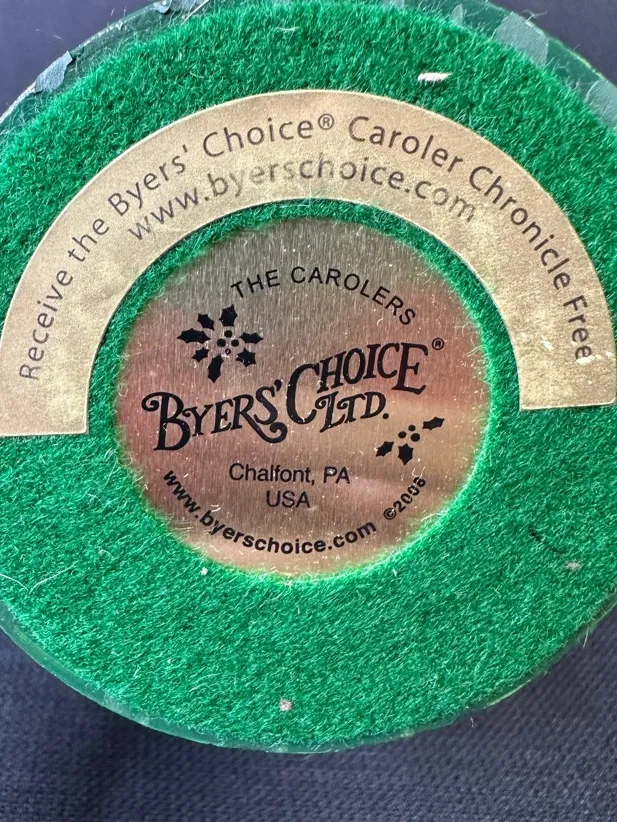 Receive the Byers' Choice® Caroler Chronicle Free
www.byerschoice.com
THE CAROLERS
BYERS' CHOICE®
LTD.
Chalfont, PA
USA
www.byerschoice.com ©2008